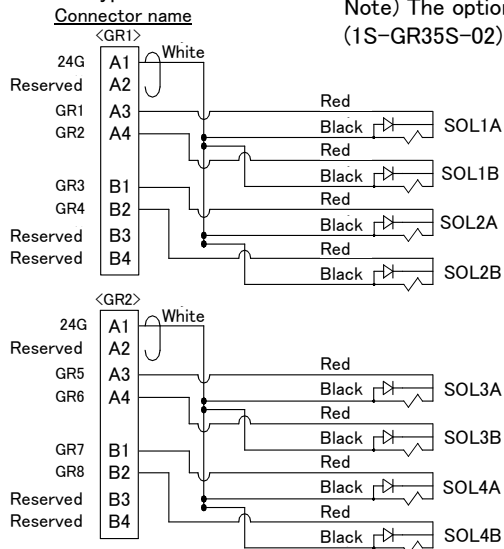 Connector name
Note) The option
(1S-GR35S-02)
<GR1>
White
24G A1
Reserved A2
GR1 A3
GR2 A4
GR3 B1
GR4 B2
Reserved B3
Reserved B4
Red
Black SOL1A
Red
Black SOL1B
Red
Black SOL2A
Red
Black SOL2B
<GR2>
White
24G A1
Reserved A2
GR5 A3
GR6 A4
GR7 B1
GR8 B2
Reserved B3
Reserved B4
Red
Black SOL3A
Red
Black SOL3B
Red
Black SOL4A
Red
Black SOL4B